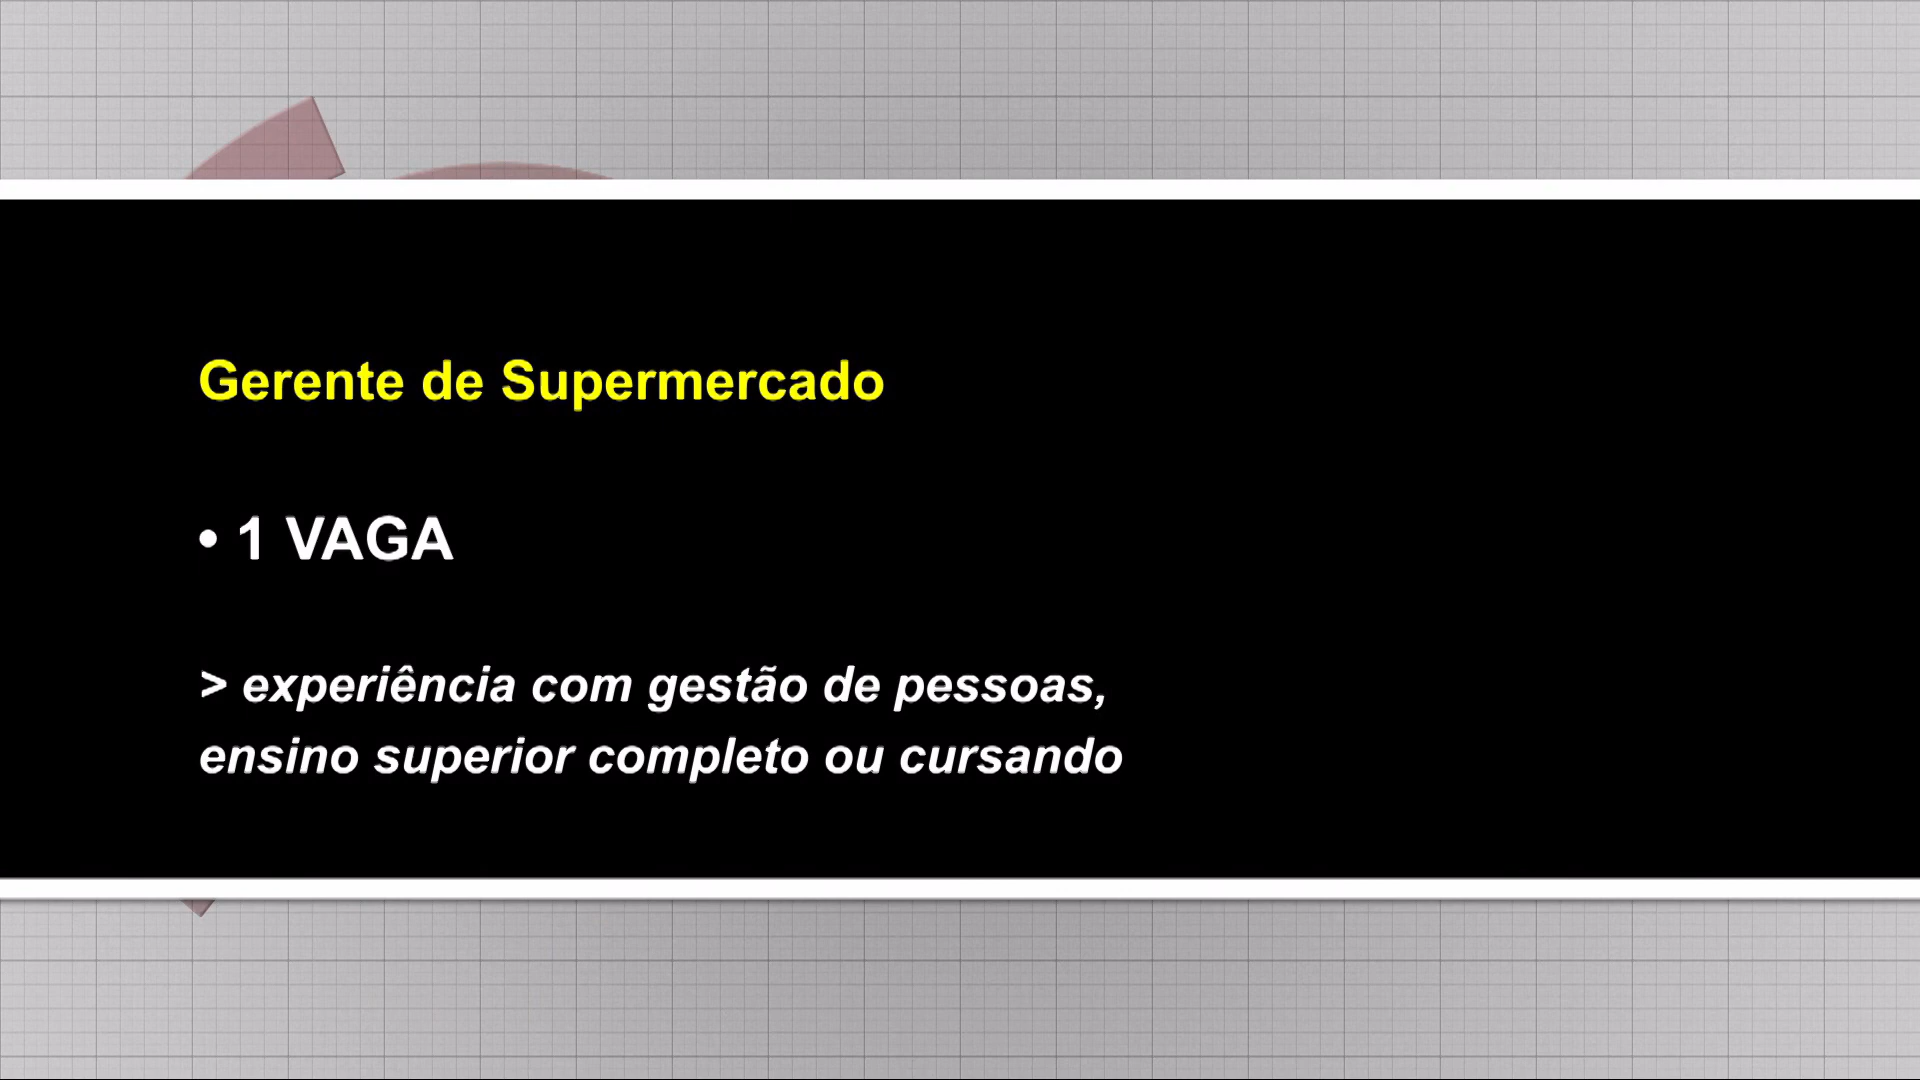 Gerente de Supermercado
• 1 VAGA
> experiência com gestão de pessoas,
ensino superior completo ou cursando